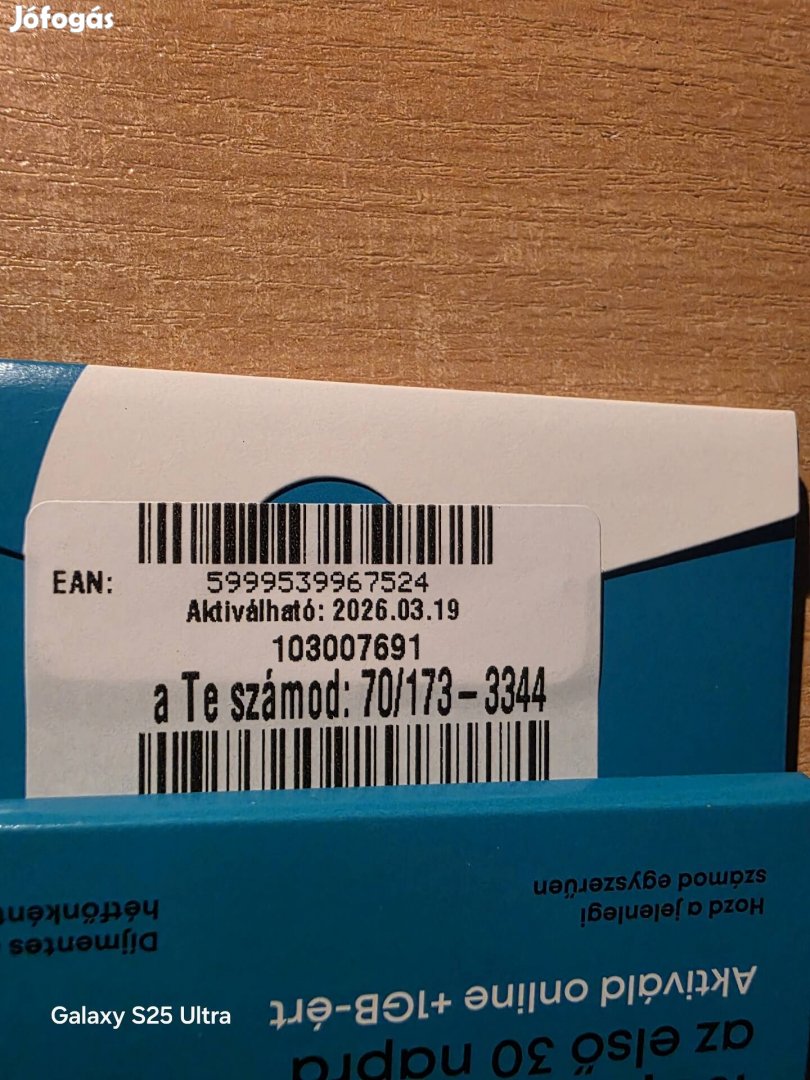 Jófogás
EAN: 5999539967524
Aktiválható: 2026.03.19
103007691
a Te számod: 70/173-3344
Hozd a jelenlegi
számod egyszerűen
Díjmentes
hétfőnként
Aktiváld online +1GB-ért
az első 30 napra
Galaxy S25 Ultra